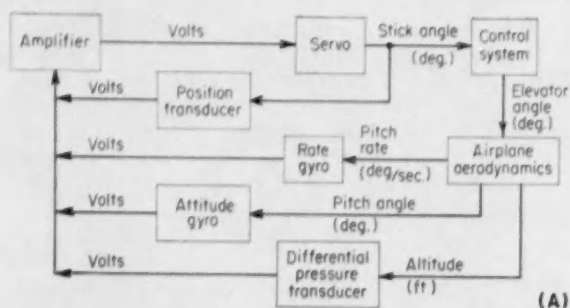 Amplifier
Volts
Servo
Stick angle
(deg.)
Control
system
Volts
Position
transducer
Elevator
angle
(deg.)
Volts
Rate
gyro
Pitch
rate
(deg/sec.)
Airplane
aerodynamics
Volts
Attitude
gyro
Pitch angle
(deg.)
Volts
Differential
pressure
transducer
Altitude
(ft)
(A)